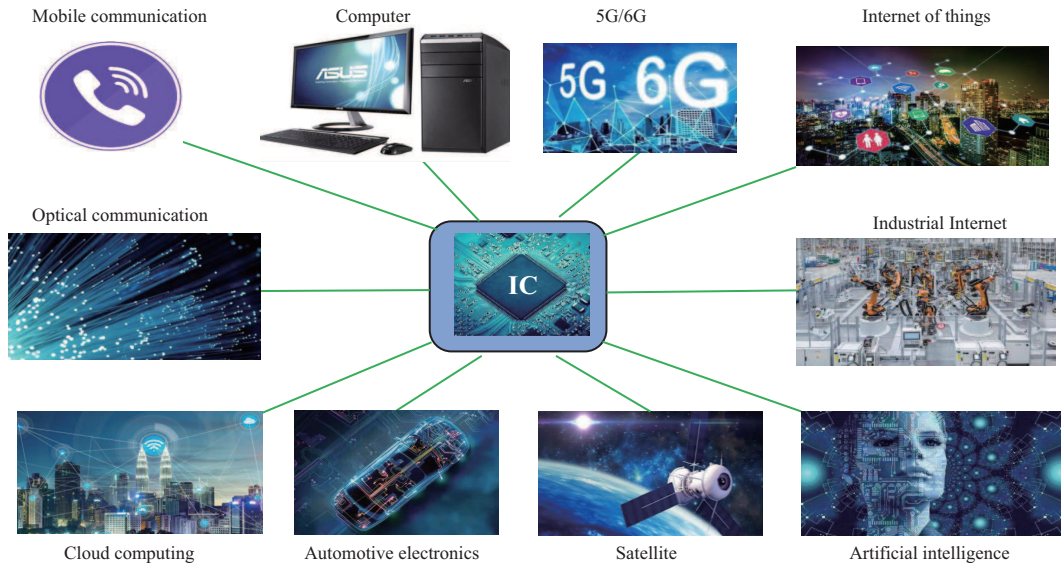 Mobile communication
Computer
5G/6G
Internet of things
ASUS
5G 6G
Optical communication
Industrial Internet
IC
Cloud computing
Automotive electronics
Satellite
Artificial intelligence